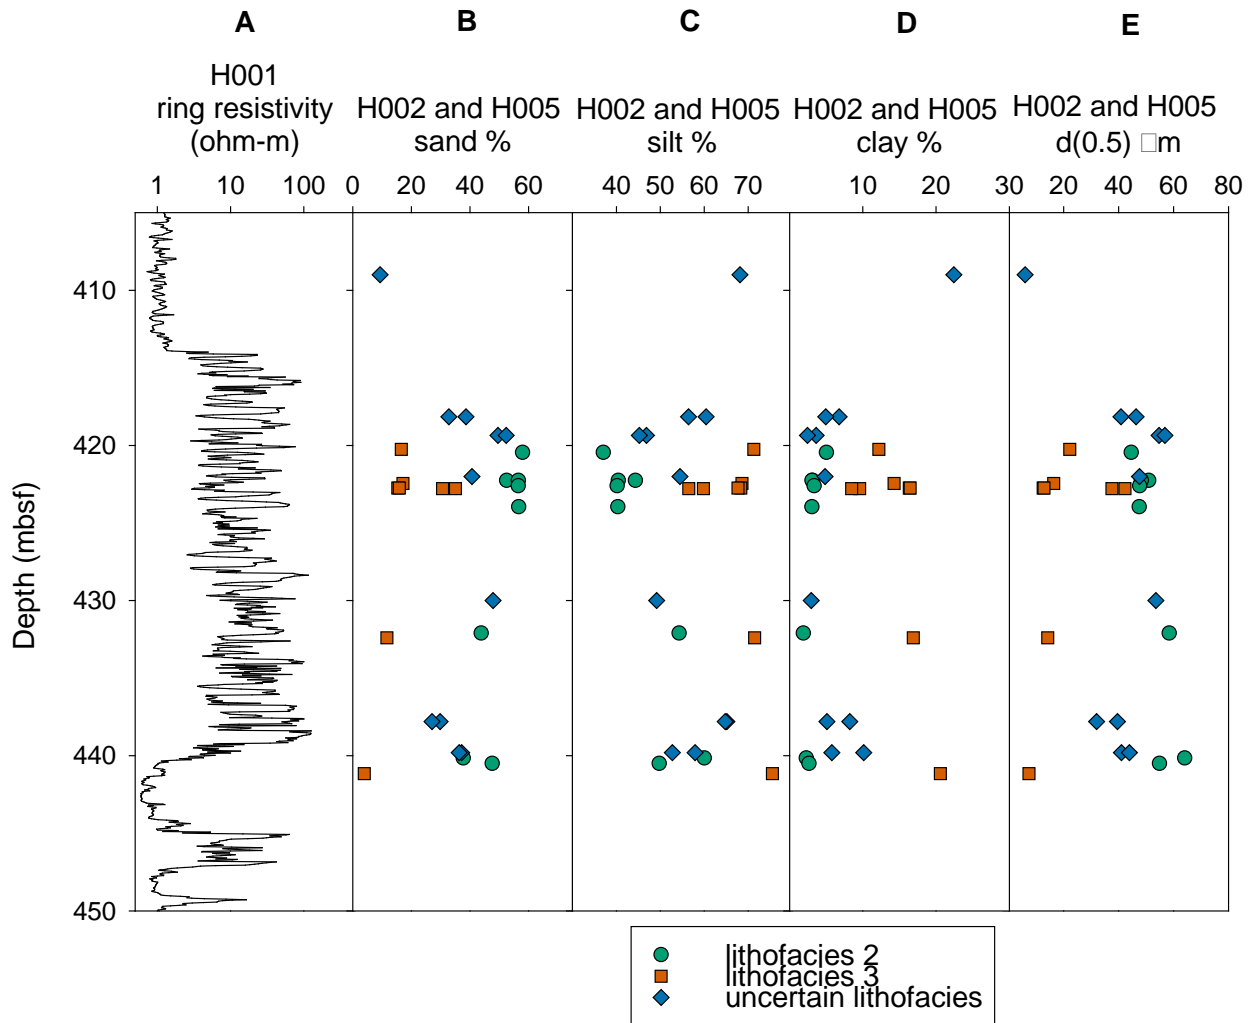 A B C D E
H001
ring resistivity
(ohm-m)
H002 and H005
sand %
H002 and H005
silt %
H002 and H005
clay %
H002 and H005
d(0.5) □m
1 10 100 0 20 40 60 40 50 60 70 10 20 30 20 40 60 80
410
420
430
440
450
Depth (mbsf)
lithofacies 2
lithofacies 3
uncertain lithofacies